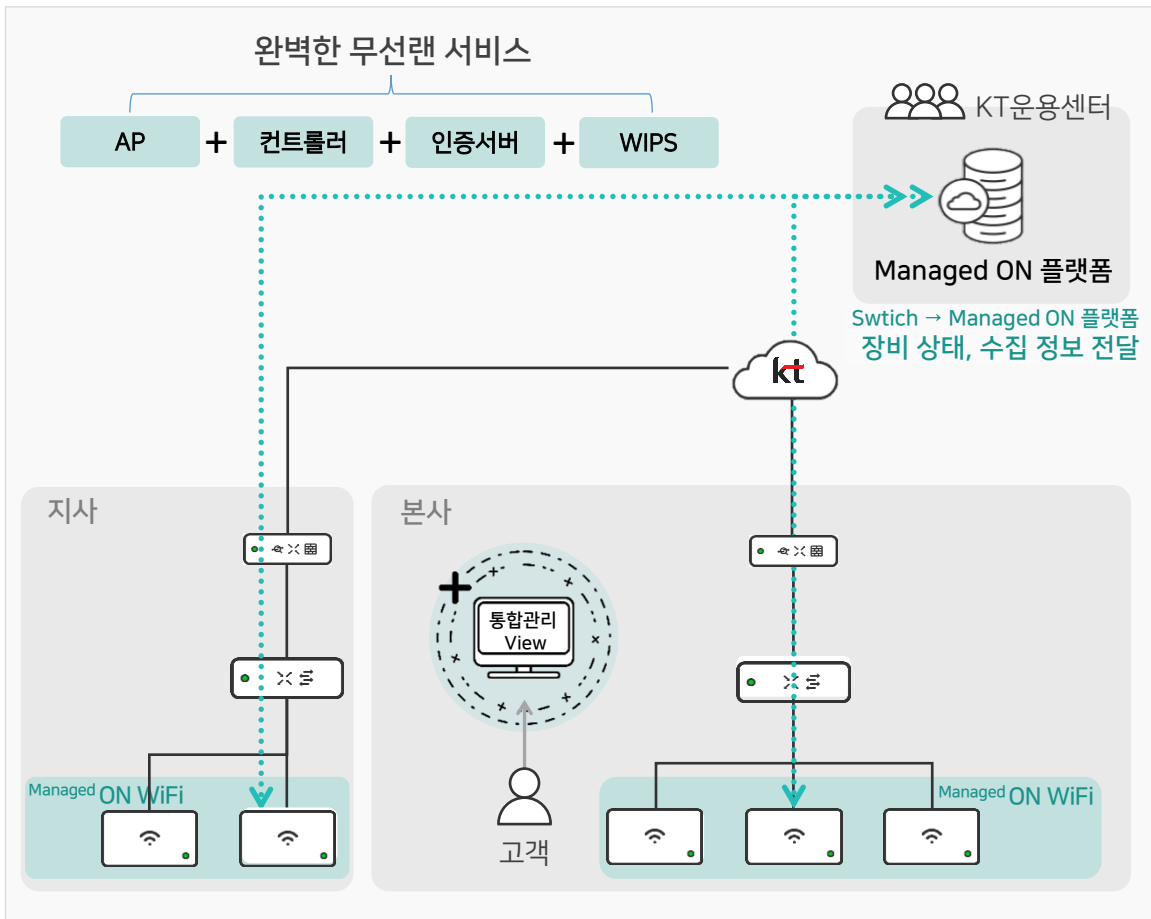 완벽한 무선랜 서비스
AP + 컨트롤러 + 인증서버 + WIPS
KT운용센터
Managed ON 플랫폼
Swtich → Managed ON 플랫폼
장비 상태, 수집 정보 전달
kt
지사
본사
통합관리
View
Managed ON WiFi
Managed ON WiFi
고객